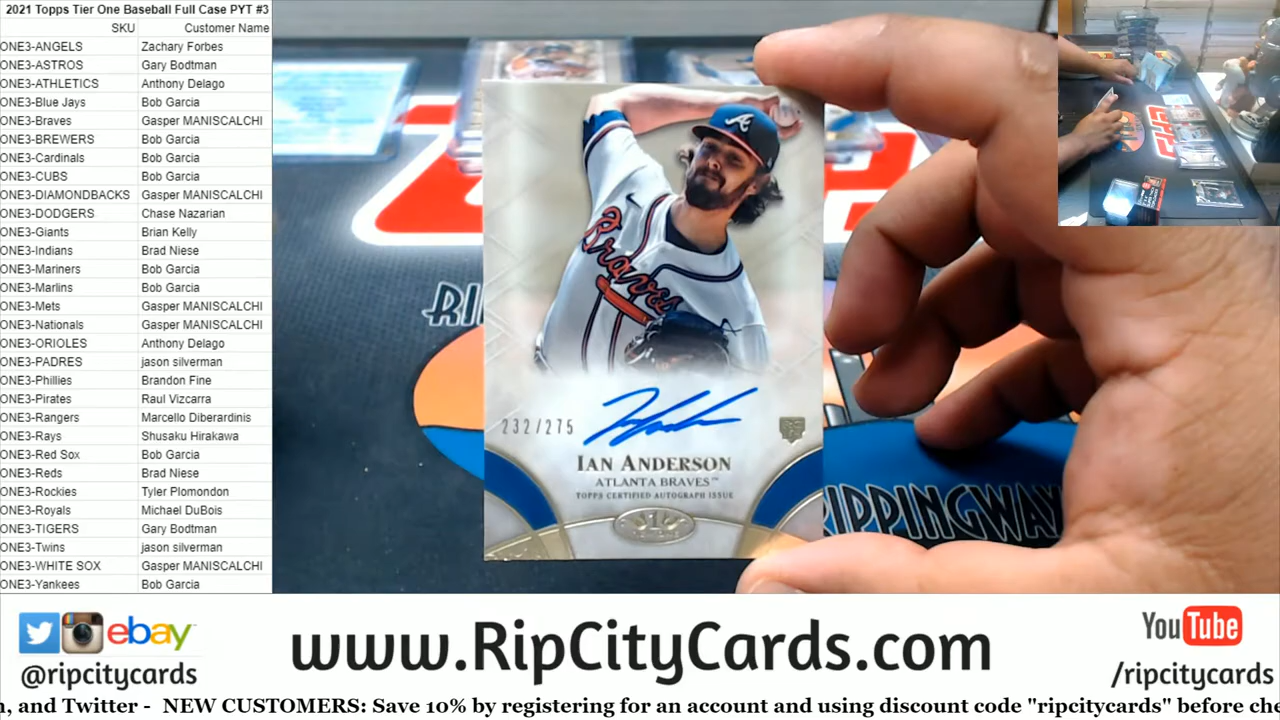 2021 Topps Tier One Baseball Full Case PYT #3
SKU Customer Name
ONE3-ANGELS Zachary Forbes
ONE3-ASTROS Gary Bodtman
ONE3-ATHLETICS Anthony Delago
ONE3-Blue Jays Bob Garcia
ONE3-Braves Gasper MANISCALCHI
ONE3-BREWERS Bob Garcia
ONE3-Cardinals Bob Garcia
ONE3-CUBS Bob Garcia
ONE3-DIAMONDBACKS Gasper MANISCALCHI
ONE3-DODGERS Chase Nazarian
ONE3-Giants Brian Kelly
ONE3-Indians Brad Niese
ONE3-Mariners Bob Garcia
ONE3-Marlins Bob Garcia
ONE3-Mets Gasper MANISCALCHI
ONE3-Nationals Gasper MANISCALCHI
ONE3-ORIOLES Anthony Delago
ONE3-PADRES jason silverman
ONE3-Phillies Brandon Fine
ONE3-Pirates Raul Vizcarra
ONE3-Rangers Marcello Diberardinis
ONE3-Rays Shusaku Hirakawa
ONE3-Red Sox Bob Garcia
ONE3-Reds Brad Niese
ONE3-Rockies Tyler Plomondon
ONE3-Royals Michael DuBois
ONE3-TIGERS Gary Bodtman
ONE3-Twins jason silverman
ONE3-WHITE SOX Gasper MANISCALCHI
ONE3-Yankees Bob Garcia
A
Braves
RI
232/275
IAN ANDERSON
ATLANTA BRAVES™
TOPPS CERTIFIED AUTOGRAPH ISSUE
1
RIPPINGWAX
ebay
@ripcitycards
www.RipCityCards.com
YouTube
/ripcitycards
n, and Twitter - NEW CUSTOMERS: Save 10% by registering for an account and using discount code "ripcitycards" before che